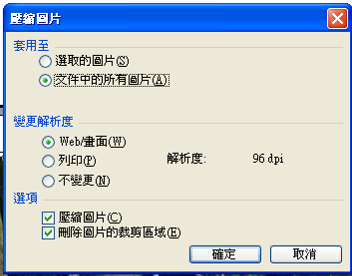 壓縮圖片
套用至
選取的圖片(S)
文件中的所有圖片(A)
變更解析度
Web/畫面(W)
列印(P) 解析度: 96 dpi
不變更(N)
選項
壓縮圖片(C)
刪除圖片的裁剪區域(E)
確定 取消